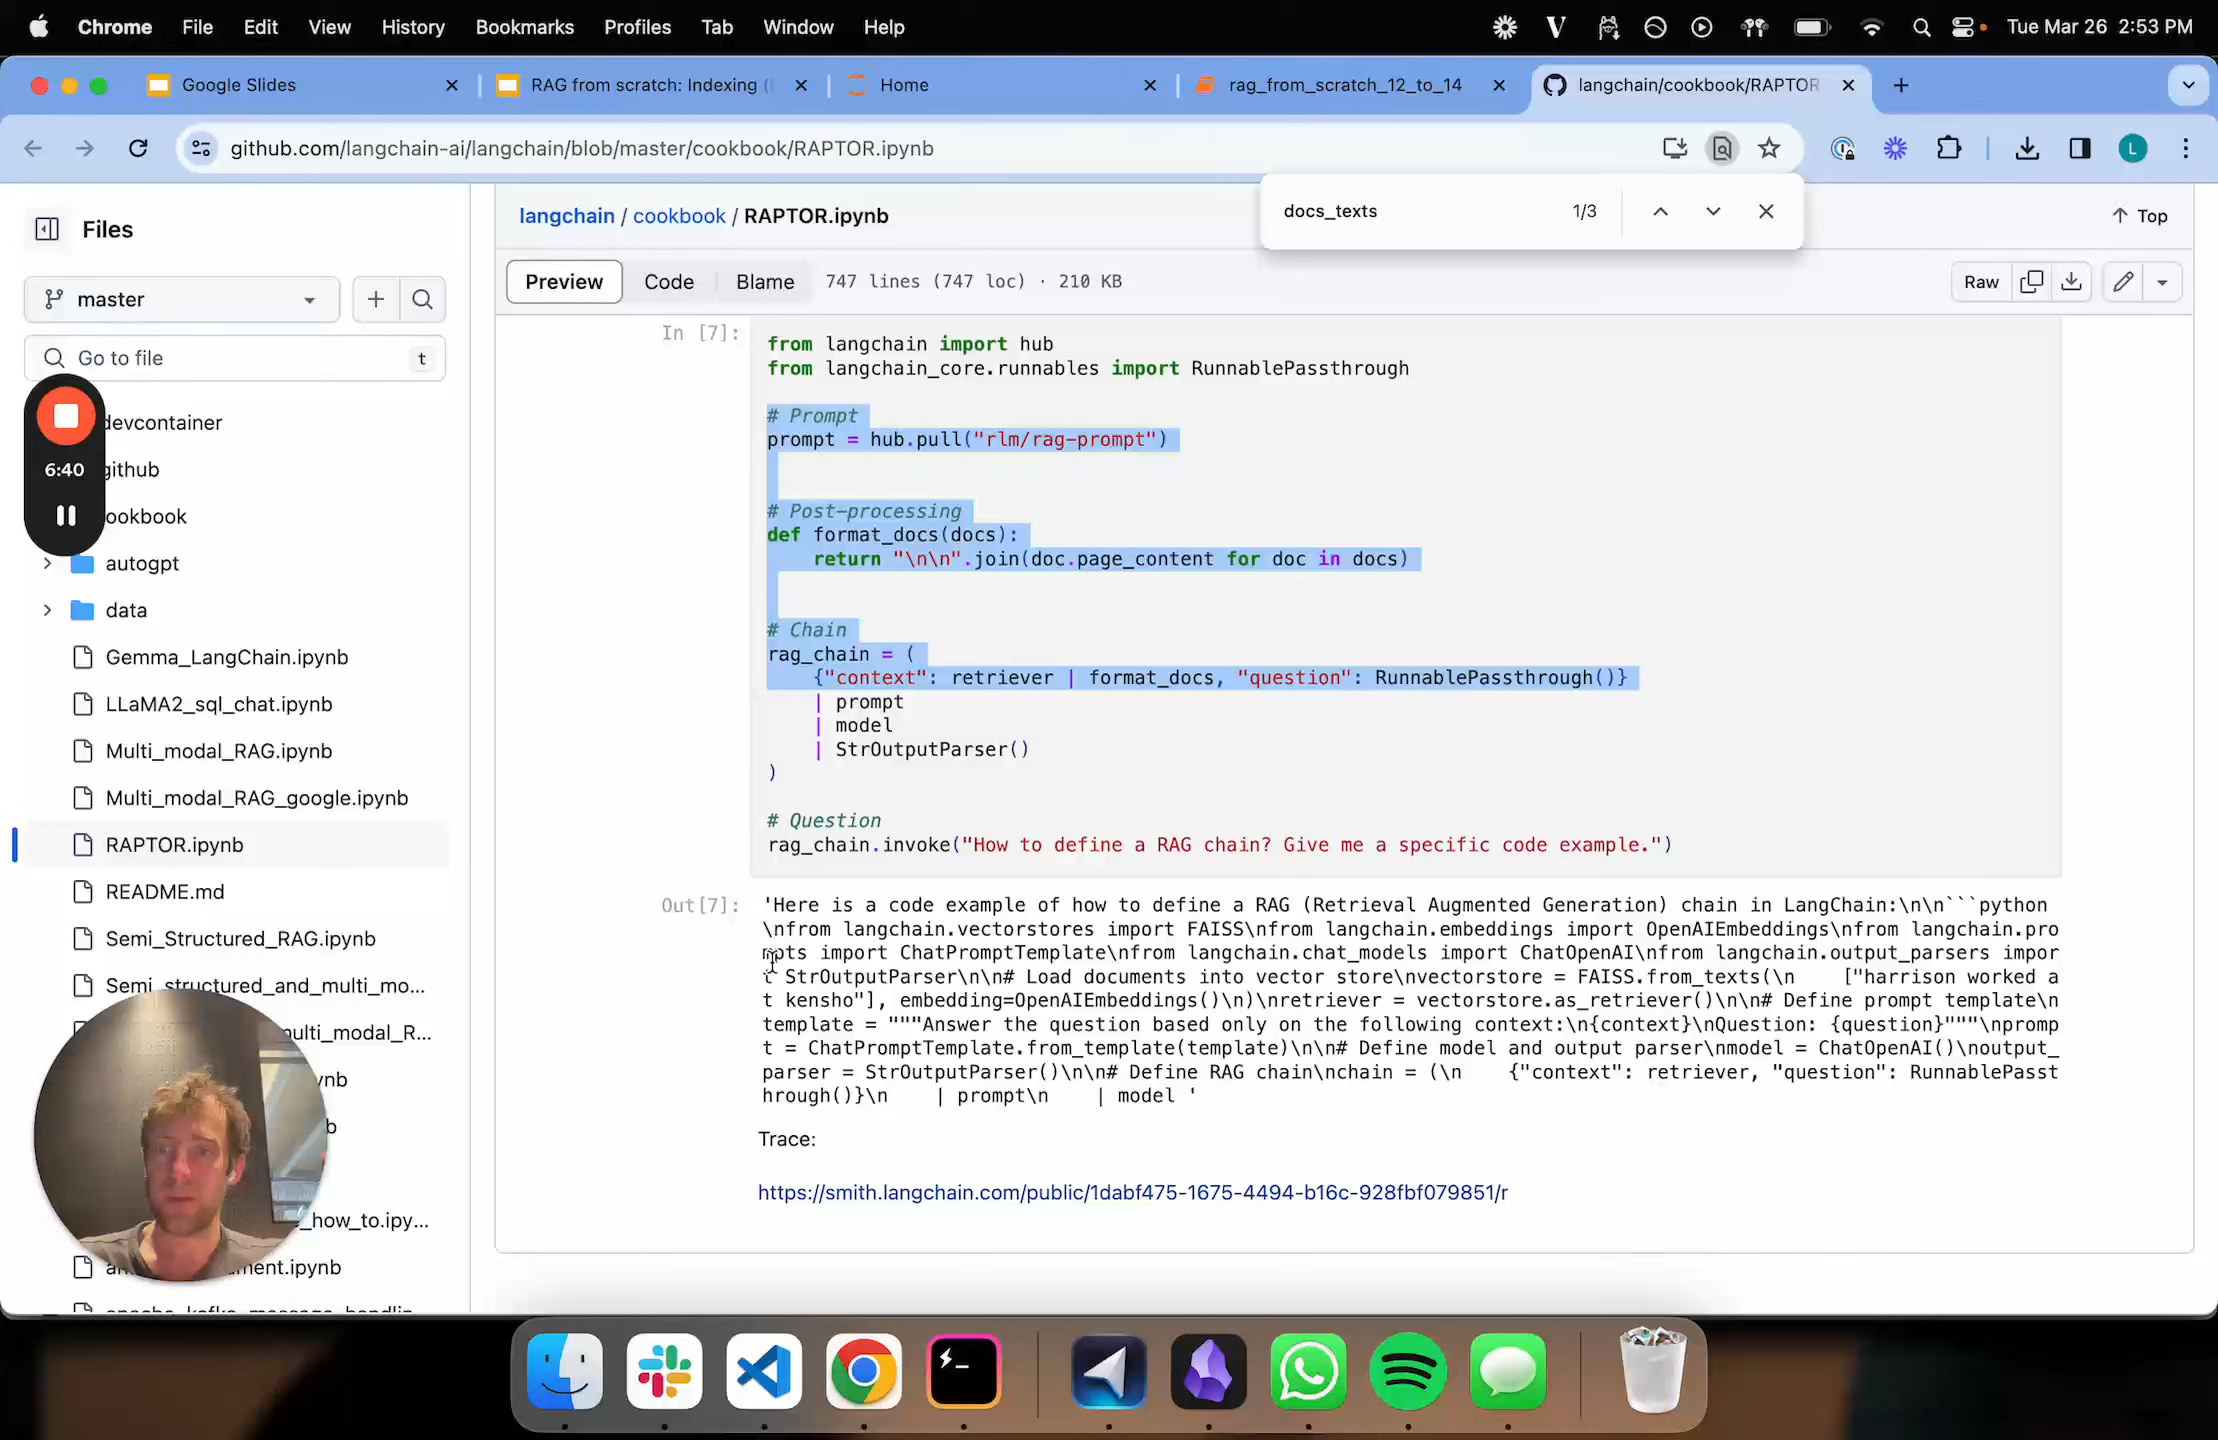 Chrome File Edit View History Bookmarks Profiles Tab Window Help
Tue Mar 26 2:53 PM
Google Slides
RAG from scratch: Indexing (
Home
rag_from_scratch_12_to_14
langchain/cookbook/RAPTOR
github.com/langchain-ai/langchain/blob/master/cookbook/RAPTOR.ipynb
L
docs_texts 1/3
Files
langchain / cookbook / RAPTOR.ipynb
Top
master
Preview Code Blame 747 lines (747 loc) · 210 KB
Raw
Go to file t
6:40
devcontainer
github
ookbook
autogpt
data
Gemma_LangChain.ipynb
LLaMA2_sql_chat.ipynb
Multi_modal_RAG.ipynb
Multi_modal_RAG_google.ipynb
RAPTOR.ipynb
README.md
Semi_Structured_RAG.ipynb
Semi_structured_and_multi_mo...
multi_modal_R...
nb
b
_how_to.ipy...
ment.ipynb
In [7]:
from langchain import hub
from langchain_core.runnables import RunnablePassthrough
# Prompt
prompt = hub.pull("rlm/rag-prompt")
# Post-processing
def format_docs(docs):
    return "\n\n".join(doc.page_content for doc in docs)
# Chain
rag_chain = (
    {"context": retriever | format_docs, "question": RunnablePassthrough()}
    | prompt
    | model
    | StrOutputParser()
)
# Question
rag_chain.invoke("How to define a RAG chain? Give me a specific code example.")
Out[7]:
'Here is a code example of how to define a RAG (Retrieval Augmented Generation) chain in LangChain:\n\n```python
\nfrom langchain.vectorstores import FAISS\nfrom langchain.embeddings import OpenAIEmbeddings\nfrom langchain.pro
mpts import ChatPromptTemplate\nfrom langchain.chat_models import ChatOpenAI\nfrom langchain.output_parsers impor
t StrOutputParser\n\n# Load documents into vector store\nvectorstore = FAISS.from_texts(\n    ["harrison worked a
t kensho"], embedding=OpenAIEmbeddings()\n)\nretriever = vectorstore.as_retriever()\n\n# Define prompt template\n
template = """Answer the question based only on the following context:\n{context}\nQuestion: {question}"""\npromp
t = ChatPromptTemplate.from_template(template)\n\n# Define model and output parser\nmodel = ChatOpenAI()\noutput_
parser = StrOutputParser()\n\n# Define RAG chain\nchain = (\n    {"context": retriever, "question": RunnablePasst
hrough()}\n    | prompt\n    | model '
Trace:
https://smith.langchain.com/public/1dabf475-1675-4494-b16c-928fbf079851/r